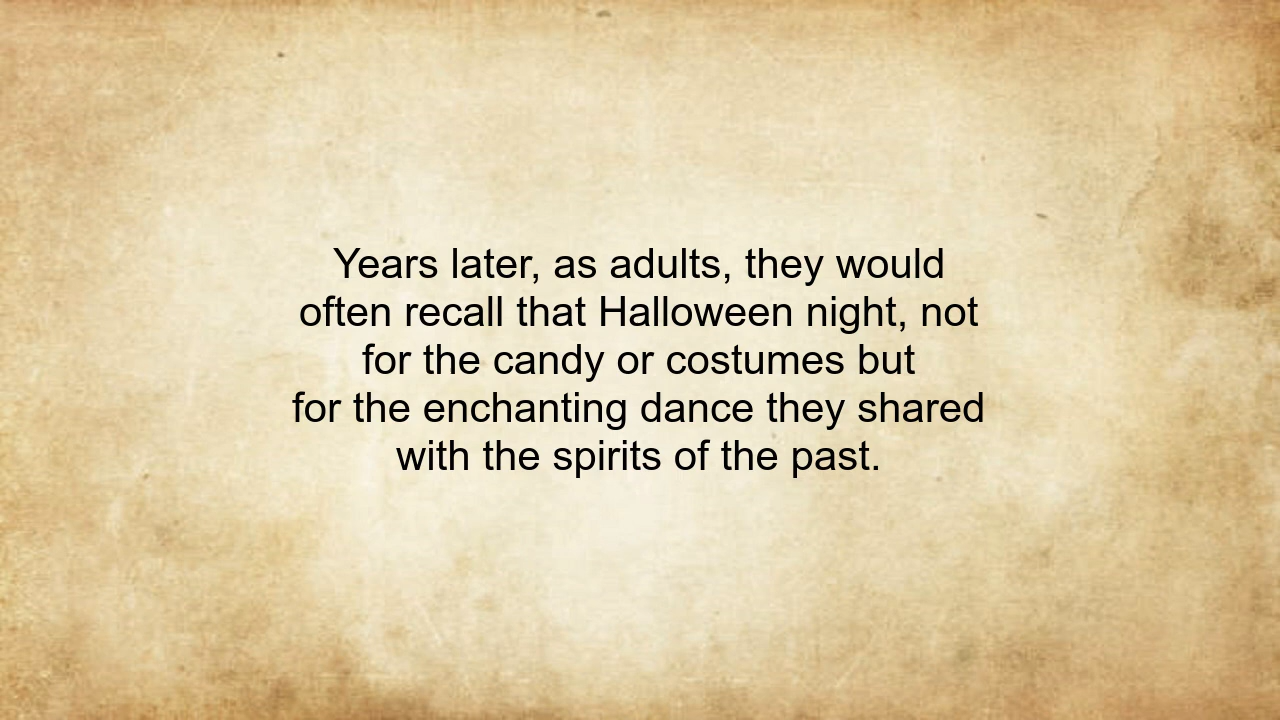 Years later, as adults, they would
often recall that Halloween night, not
for the candy or costumes but
for the enchanting dance they shared
with the spirits of the past.